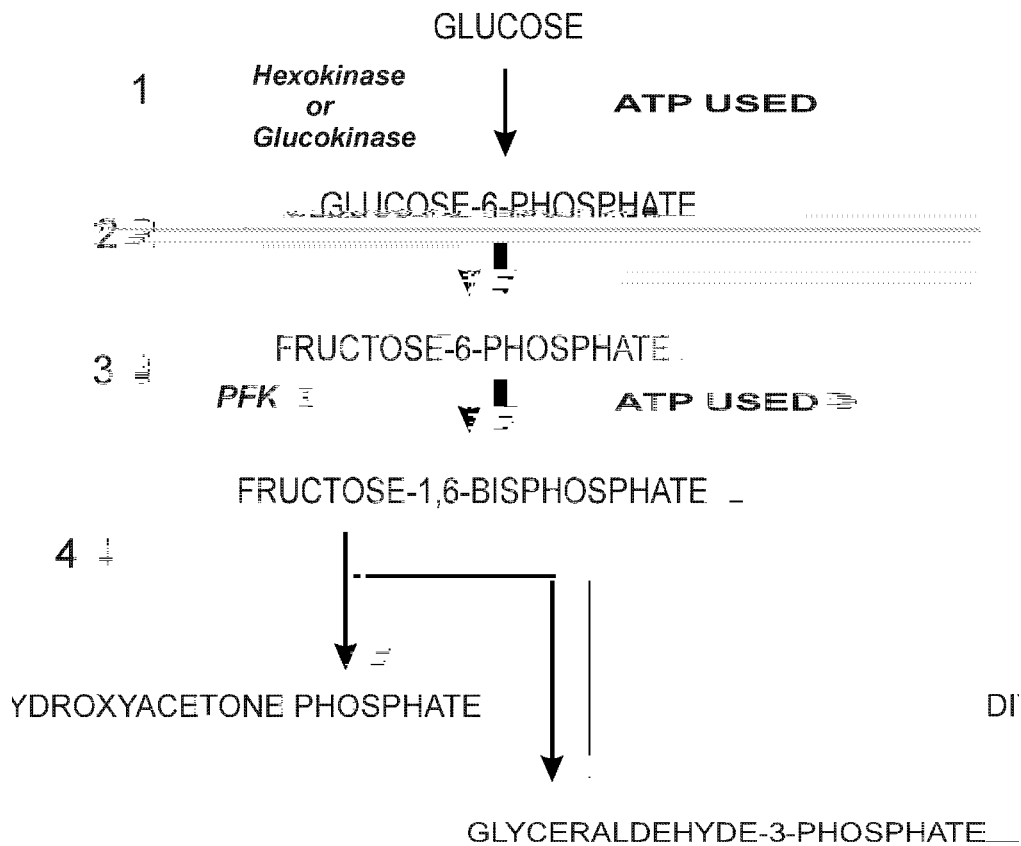 GLUCOSE
1
Hexokinase
or
Glucokinase
ATP USED
GLUCOSE-6-PHOSPHATE
2
FRUCTOSE-6-PHOSPHATE
3
PFK
ATP USED
FRUCTOSE-1,6-BISPHOSPHATE
4
YDROXYACETONE PHOSPHATE
DI
GLYCERALDEHYDE-3-PHOSPHATE